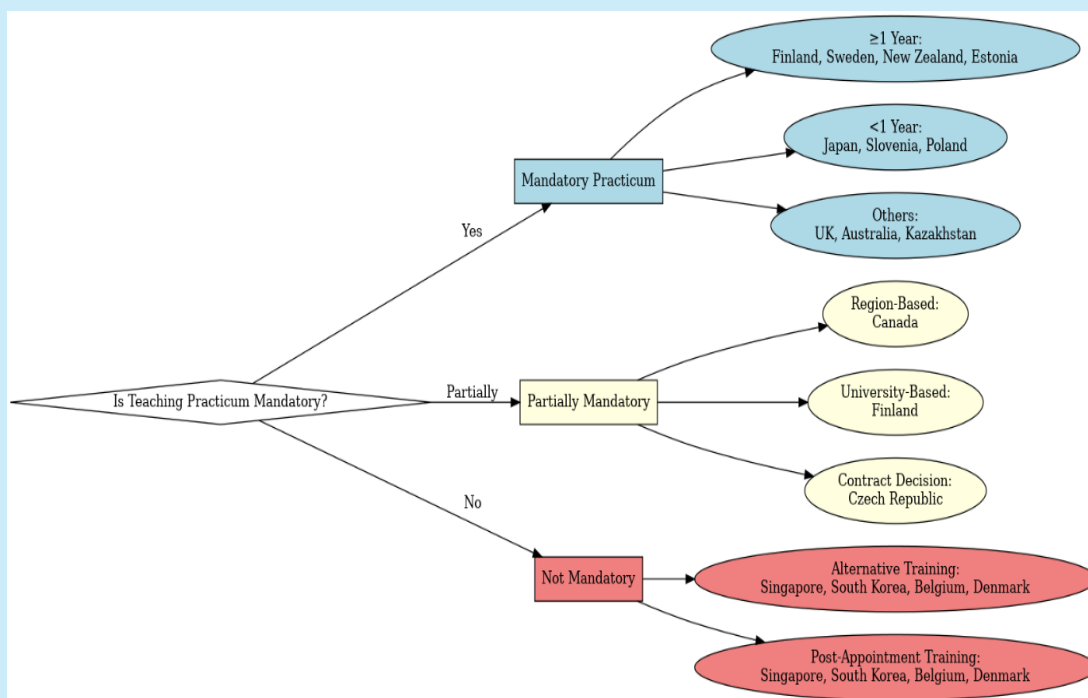 ≥1 Year:
Finland, Sweden, New Zealand, Estonia
<1 Year:
Japan, Slovenia, Poland
Mandatory Practicum
Others:
UK, Australia, Kazakhstan
Yes
Region-Based:
Canada
Is Teaching Practicum Mandatory?
Partially
Partially Mandatory
University-Based:
Finland
Contract Decision:
Czech Republic
No
Not Mandatory
Alternative Training:
Singapore, South Korea, Belgium, Denmark
Post-Appointment Training:
Singapore, South Korea, Belgium, Denmark